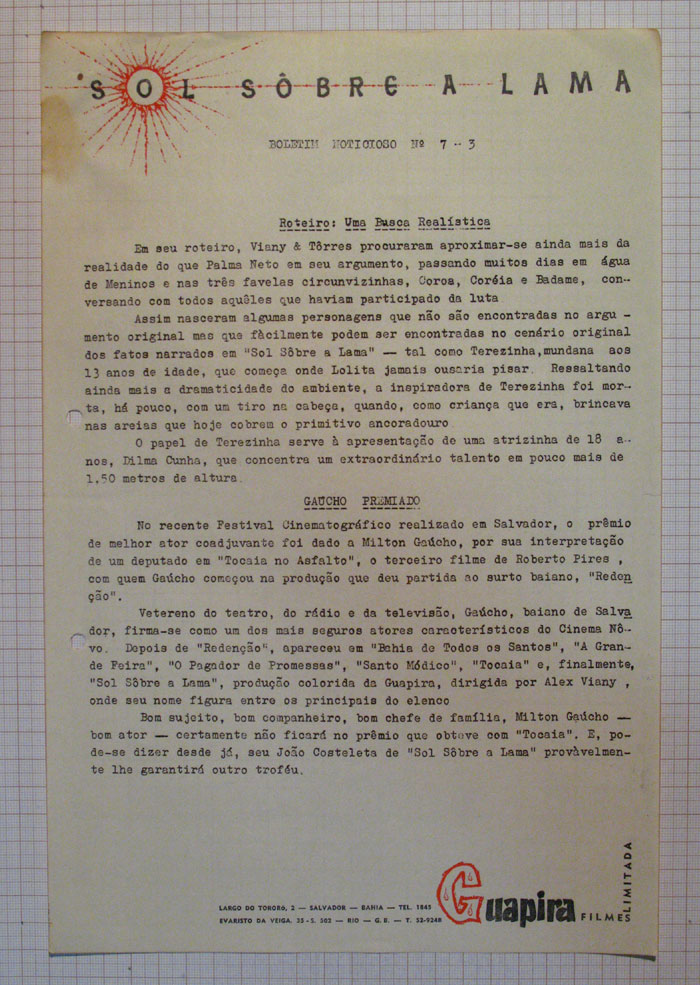 SOL SÔBRE A LAMA
BOLETIM NOTICIOSO Nº 7 -- 3
Roteiro: Uma Busca Realística
Em seu roteiro, Viany & Tôrres procuraram aproximar-se ainda mais da
realidade do que Palma Neto em seu argumento, passando muitos dias em água
de Meninos e nas três favelas circunvizinhas, Coroa, Coréia e Badame, con-
versando com todos aquêles que haviam participado da luta
Assim nasceram algumas personagens que não são encontradas no argu-
mento original mas que fàcilmente podem ser encontradas no cenário original
dos fatos narrados em "Sol Sôbre a Lama" — tal como Terezinha,mundana aos
13 anos de idade, que começa onde Lolita jamais ousaria pisar. Ressaltando
ainda mais a dramaticidade do ambiente, a inspiradora de Terezinha foi mor-
ta, há pouco, com um tiro na cabeça, quando, como criança que era, brincava
nas areias que hoje cobrem o primitivo ancoradouro.
O papel de Terezinha serve à apresentação de uma atrizinha de 18 a-
nos, Dilma Cunha, que concentra um extraordinário talento em pouco mais de
1.50 metros de altura.
GAÚCHO PREMIADO
No recente Festival Cinematográfico realizado em Salvador, o prêmio
de melhor ator coadjuvante foi dado a Milton Gaúcho, por sua interpretação
de um deputado em "Tocaia no Asfalto", o terceiro filme de Roberto Pires ,
com quem Gaúcho começou na produção que deu partida ao surto baiano, "Reden
ção".
Vetereno do teatro, do rádio e da televisão, Gaúcho, baiano de Salva
dor, firma-se como um dos mais seguros atores característicos do Cinema Nô-
vo. Depois de "Redenção", apareceu em "Bahia de Todos os Santos", "A Gran-
de Feira", "O Pagador de Promessas", "Santo Médico", "Tocaia" e, finalmente,
"Sol Sôbre a Lama", produção colorida da Guapira, dirigida por Alex Viany ,
onde seu nome figura entre os principais do elenco
Bom sujeito, bom companheiro, bom chefe de família, Milton Gaúcho —
bom ator — certamente não ficará no prêmio que obteve com "Tocaia". E, po-
de-se dizer desde já, seu João Costeleta de "Sol Sôbre a Lama" provàvelmen-
te lhe garantirá outro troféu.
LARGO DO TORORÓ, 2 — SALVADOR — BAHIA — TEL. 1845
EVARISTO DA VEIGA, 35 - S. 502 — RIO — G. B. — T. 52-9248
Guapira FILMES LIMITADA